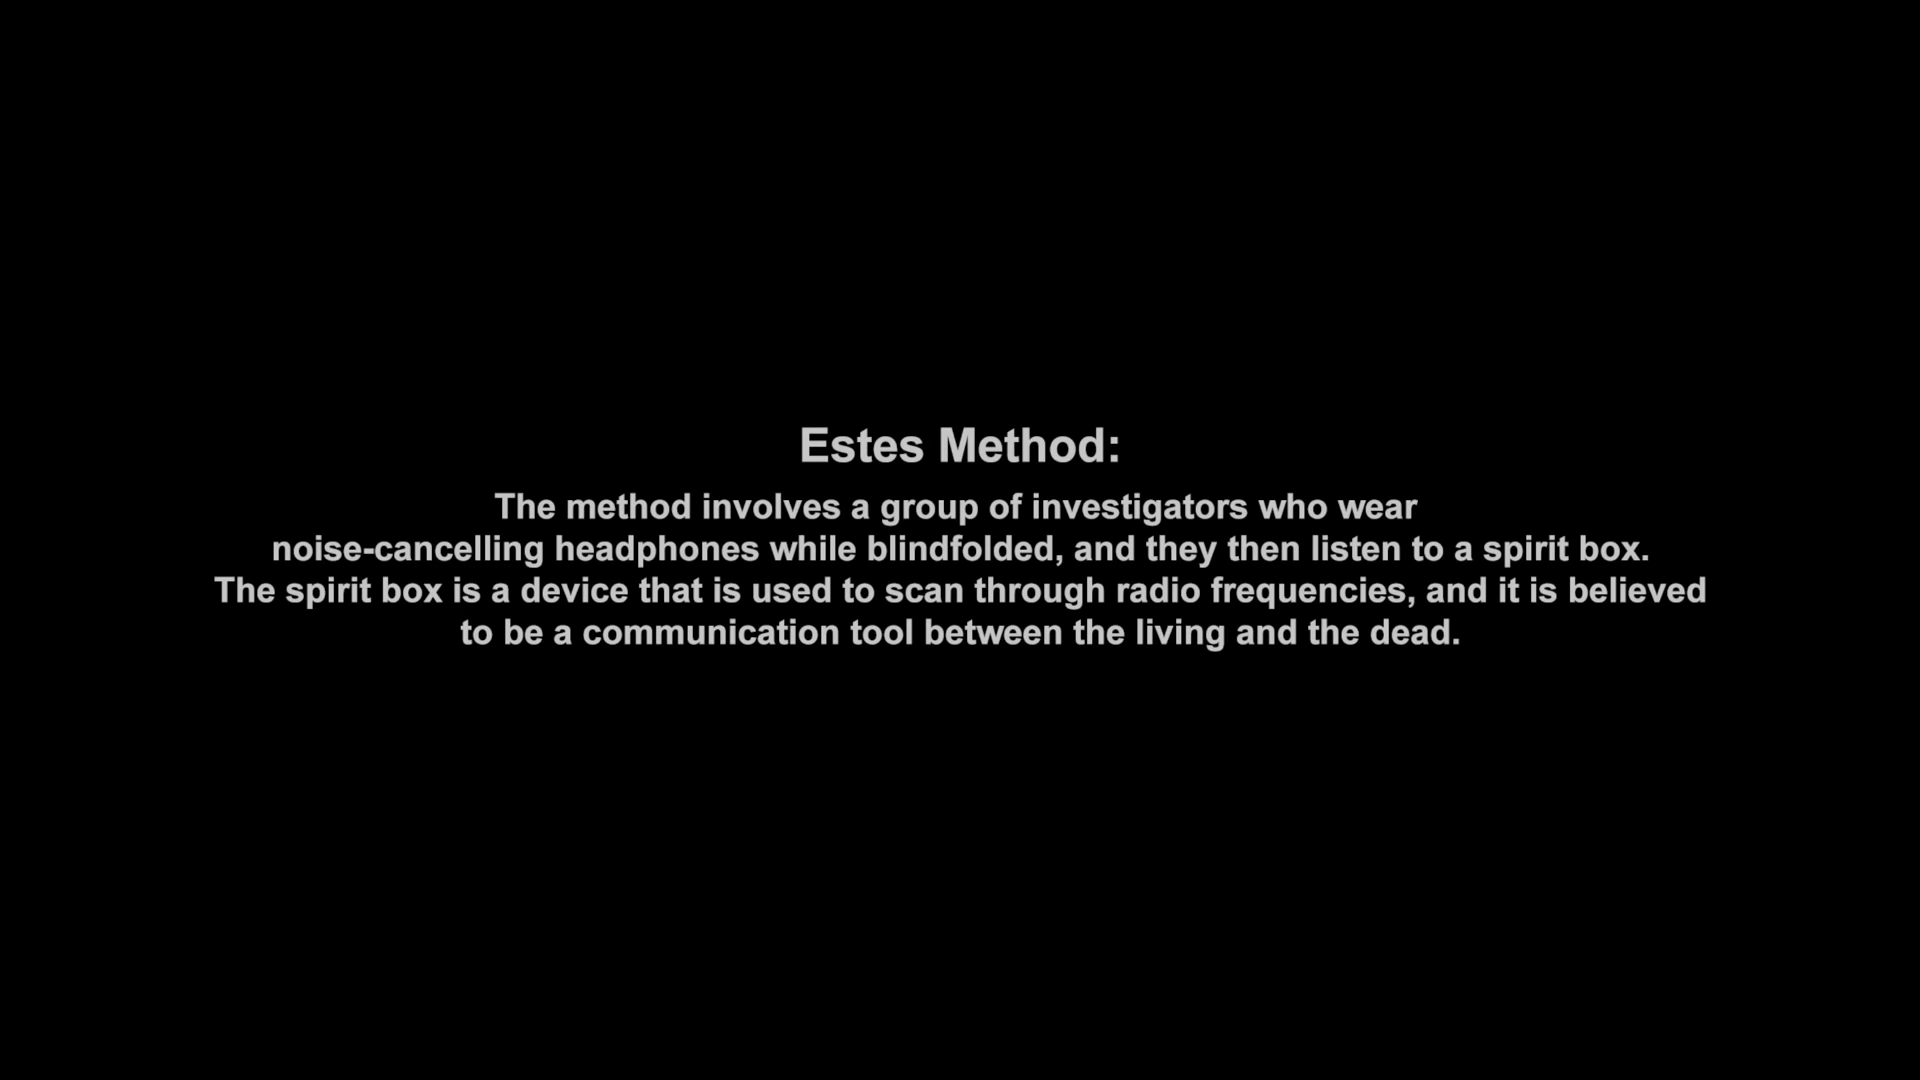 Estes Method:
The method involves a group of investigators who wear
noise-cancelling headphones while blindfolded, and they then listen to a spirit box.
The spirit box is a device that is used to scan through radio frequencies, and it is believed
to be a communication tool between the living and the dead.